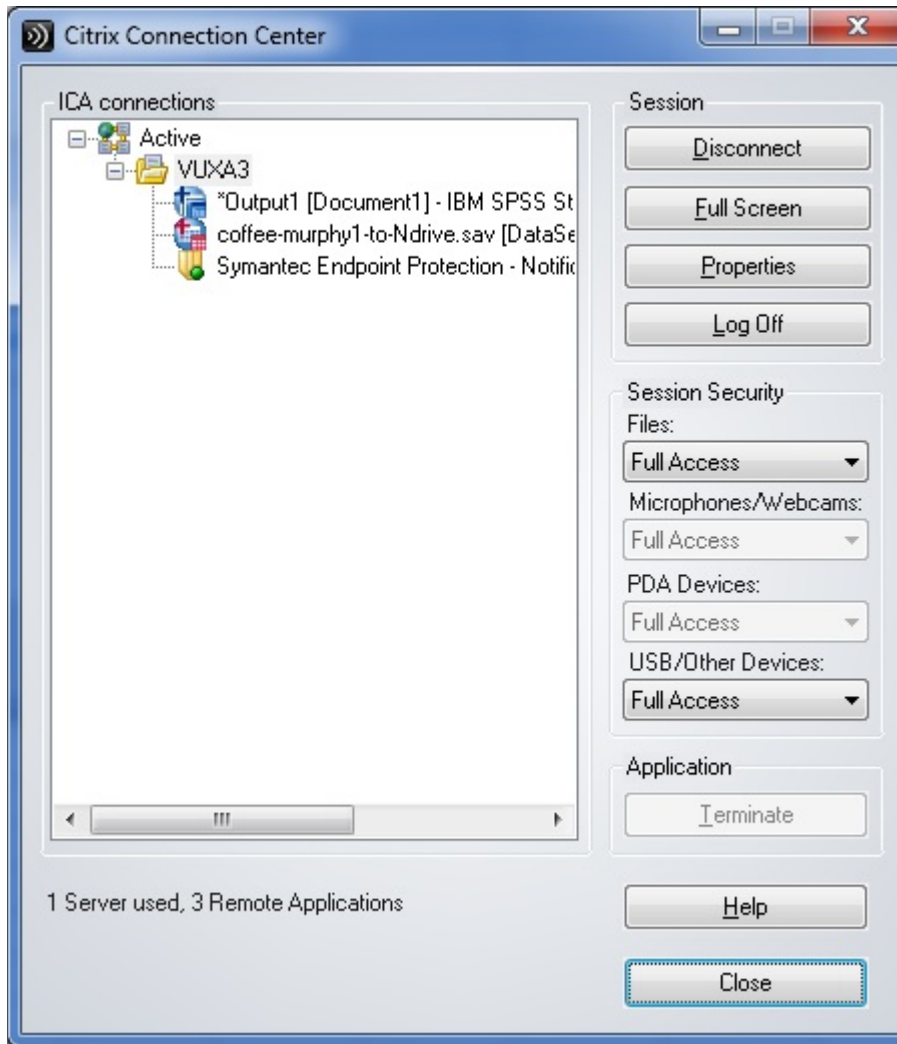 Citrix Connection Center
ICA connections
Active
VUXA3
*Output1 [Document1] - IBM SPSS St
coffee-murphy1-to-Ndrive.sav [DataSe
Symantec Endpoint Protection - Notific
1 Server used, 3 Remote Applications
Session
Disconnect
Full Screen
Properties
Log Off
Session Security
Files:
Full Access
Microphones/Webcams:
Full Access
PDA Devices:
Full Access
USB/Other Devices:
Full Access
Application
Terminate
Help
Close